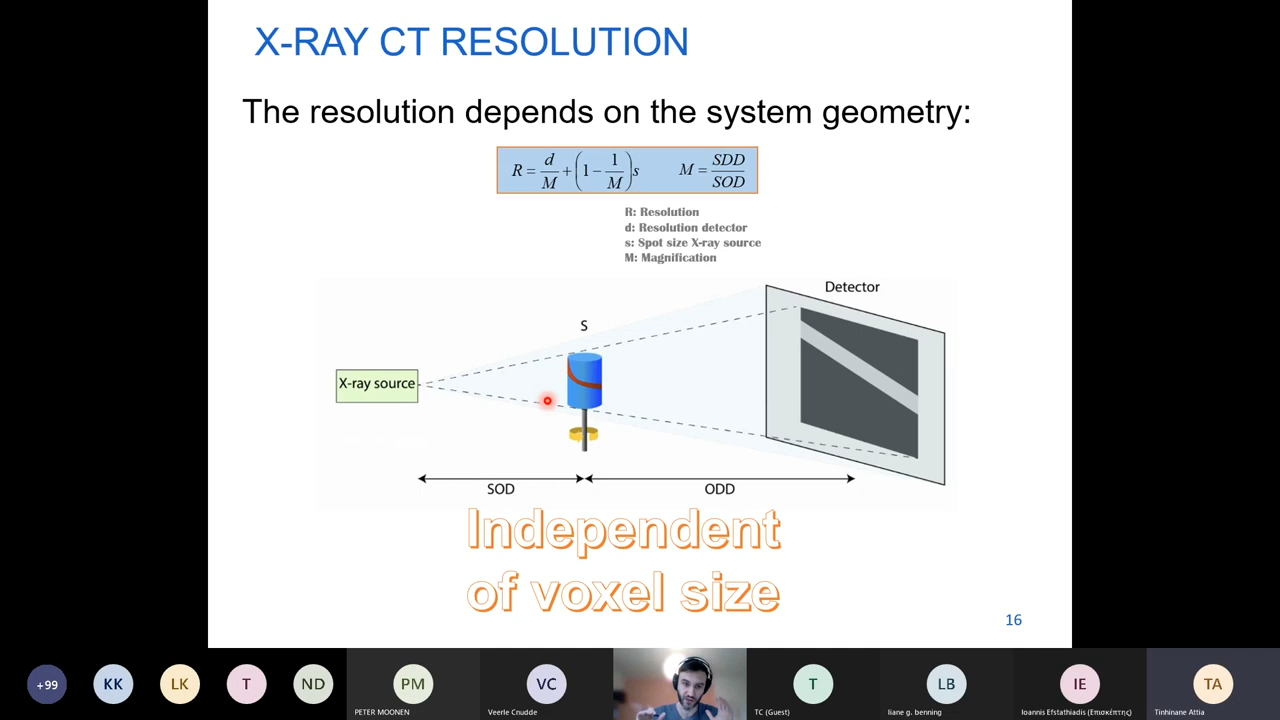 X-RAY CT RESOLUTION
The resolution depends on the system geometry:
R = d/M + (1 − 1/M)s M = SDD/SOD
R: Resolution
d: Resolution detector
s: Spot size X-ray source
M: Magnification
Detector
S
X-ray source
SOD
ODD
Independent
of voxel size
16
+99
KK
LK
T
ND
PM
VC
T
LB
IE
TA
PETER MOONEN
Veerle Cnudde
TC (Guest)
liane g. benning
Ioannis Efstathiadis (Επισκέπτης)
Tinhinane Attia